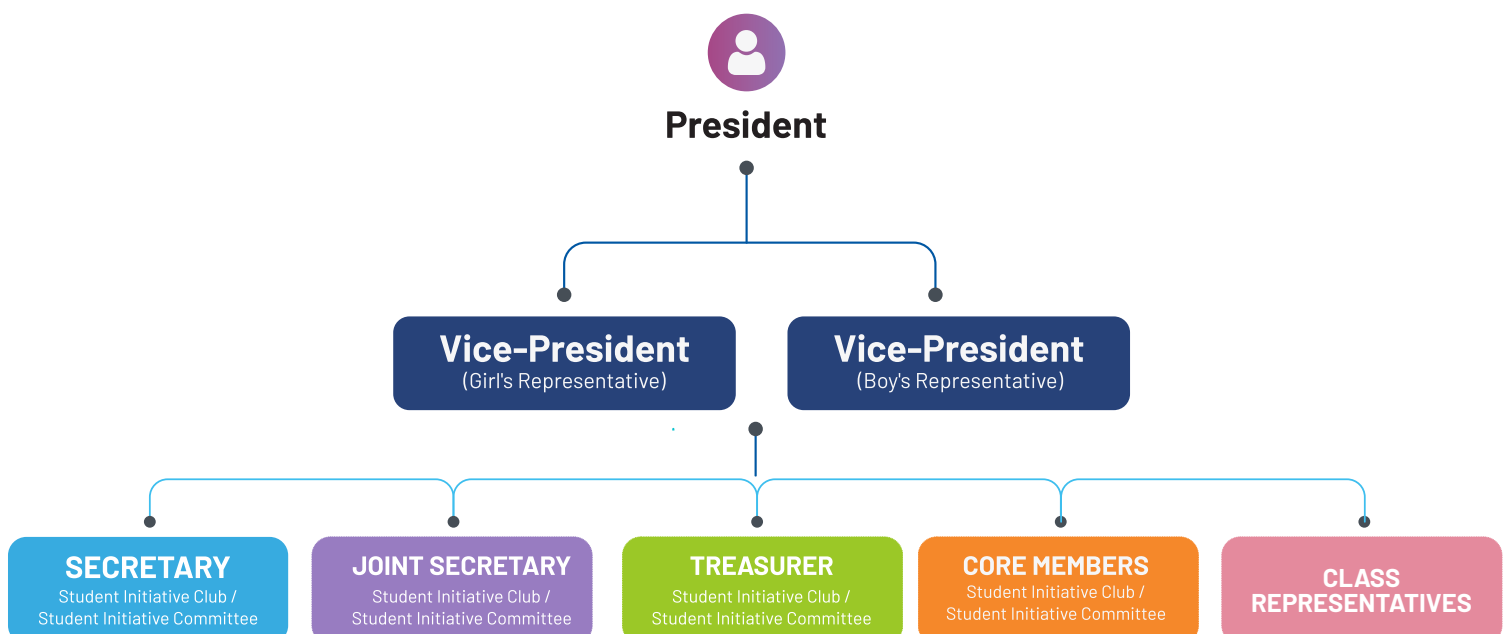 President
Vice-President
(Girl's Representative)
Vice-President
(Boy's Representative)
SECRETARY
Student Initiative Club /
Student Initiative Committee
JOINT SECRETARY
Student Initiative Club /
Student Initiative Committee
TREASURER
Student Initiative Club /
Student Initiative Committee
CORE MEMBERS
Student Initiative Club /
Student Initiative Committee
CLASS
REPRESENTATIVES